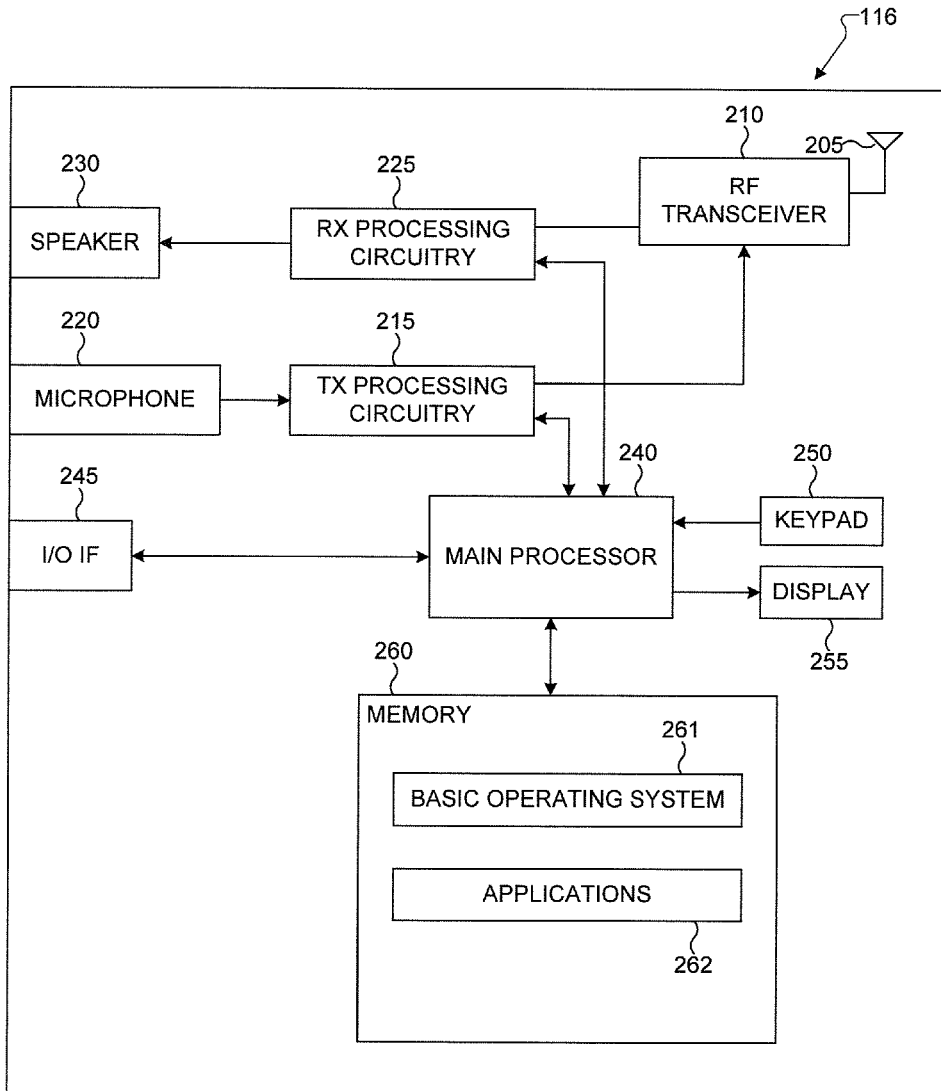 116
210
205
RF
TRANSCEIVER
230
SPEAKER
225
RX PROCESSING
CIRCUITRY
220
MICROPHONE
215
TX PROCESSING
CIRCUITRY
245
I/O IF
240
MAIN PROCESSOR
250
KEYPAD
DISPLAY
255
260
MEMORY
261
BASIC OPERATING SYSTEM
APPLICATIONS
262